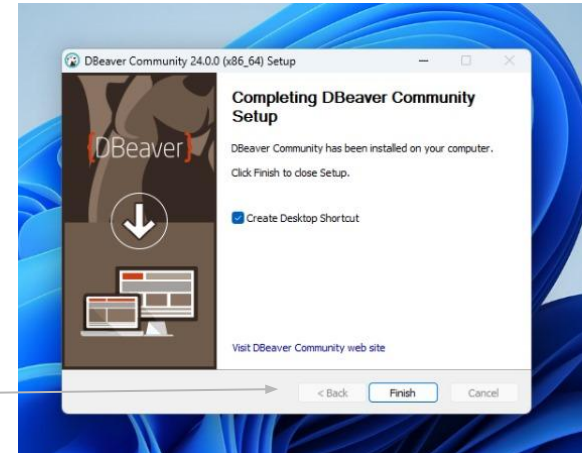 DBeaver Community 24.0.0 (x86_64) Setup
{DBeaver}
Completing DBeaver Community
Setup
DBeaver Community has been installed on your computer.
Click Finish to close Setup.
Create Desktop Shortcut
Visit DBeaver Community web site
< Back
Finish
Cancel